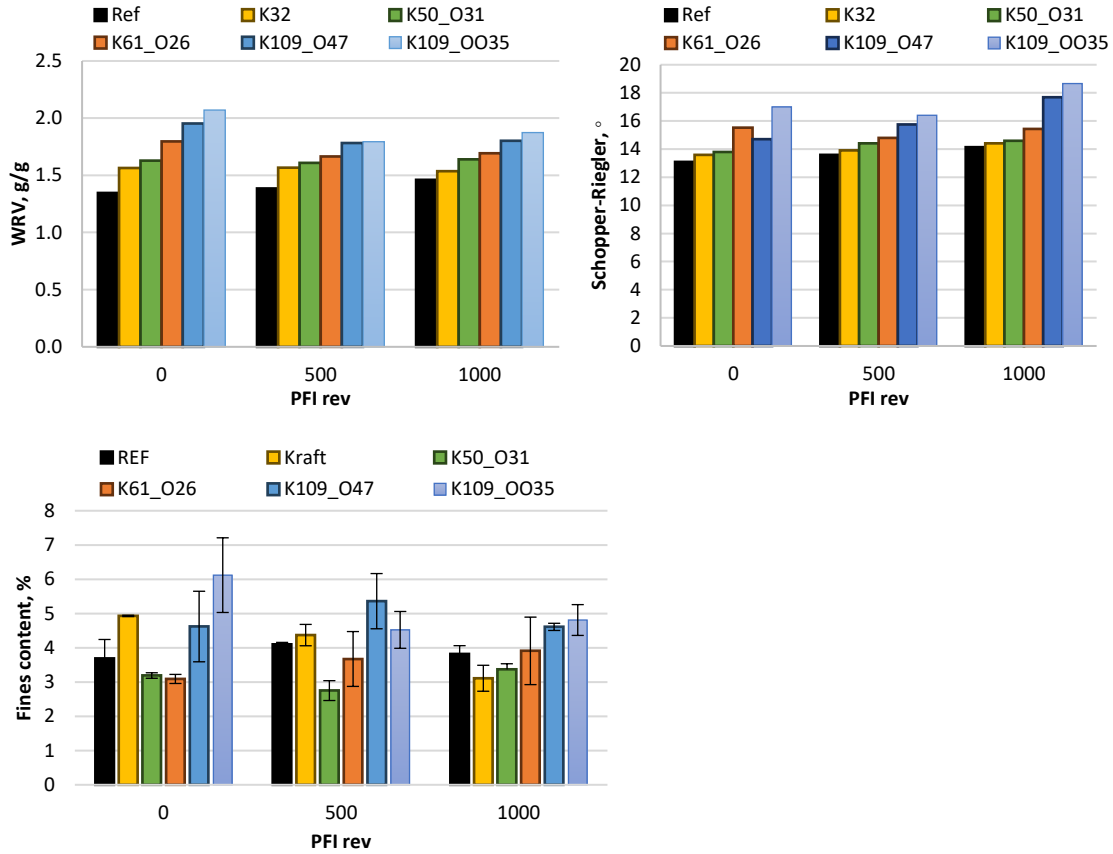 Ref K32 K50_O31
K61_O26 K109_O47 K109_OO35
2.5
2.0
1.5
1.0
0.5
0.0
WRV, g/g
0 500 1000
PFI rev
Ref K32 K50_O31
K61_O26 K109_O47 K109_OO35
20
18
16
14
12
10
8
6
4
2
0
Schopper-Riegler, °
0 500 1000
PFI rev
REF Kraft K50_O31
K61_O26 K109_O47 K109_OO35
8
7
6
5
4
3
2
1
0
Fines content, %
0 500 1000
PFI rev